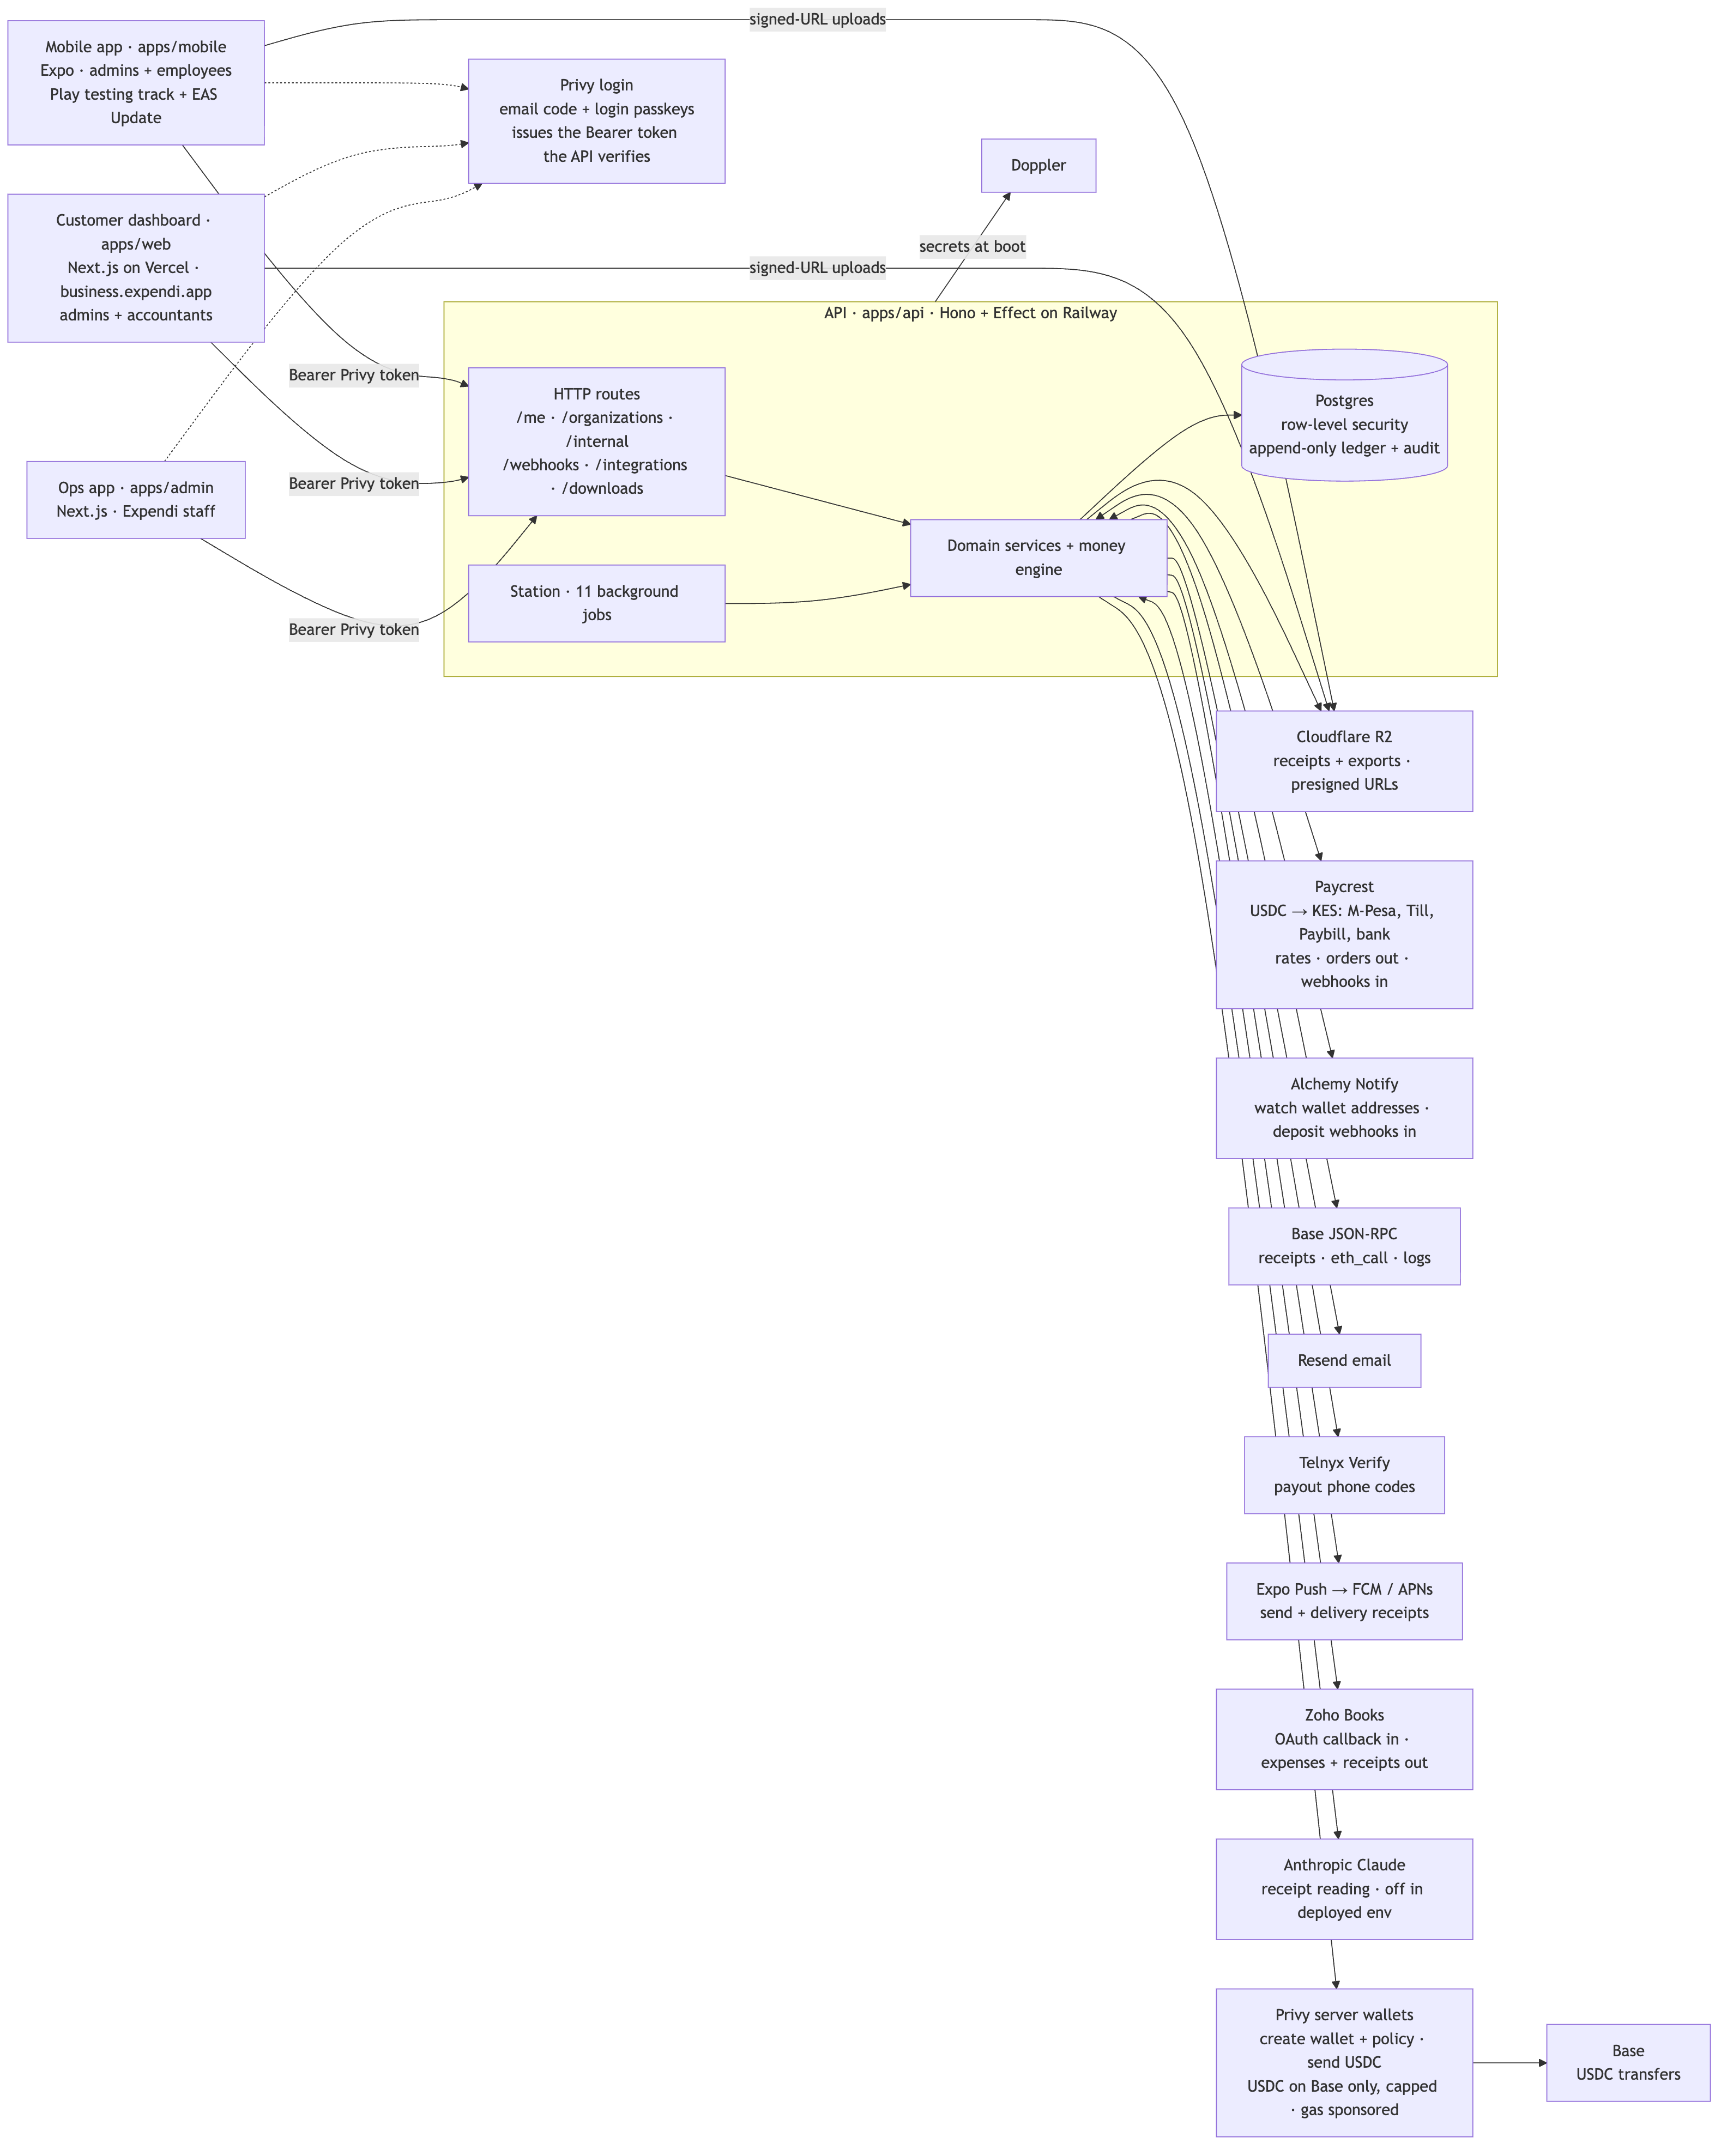 signed-URL uploads
Mobile app · apps/mobile
Expo · admins + employees
Play testing track + EAS
Update
Privy login
email code + login passkeys
issues the Bearer token
the API verifies
Doppler
Customer dashboard ·
apps/web
Next.js on Vercel ·
business.expendi.app
admins + accountants
secrets at boot
signed-URL uploads
API · apps/api · Hono + Effect on Railway
Bearer Privy token
HTTP routes
/me · /organizations ·
/internal
/webhooks · /integrations
· /downloads
Postgres
row-level security
append-only ledger + audit
Bearer Privy token
Ops app · apps/admin
Next.js · Expendi staff
Domain services + money
engine
Station · 11 background
jobs
Bearer Privy token
Cloudflare R2
receipts + exports ·
presigned URLs
Paycrest
USDC → KES: M-Pesa, Till,
Paybill, bank
rates · orders out ·
webhooks in
Alchemy Notify
watch wallet addresses ·
deposit webhooks in
Base JSON-RPC
receipts · eth_call · logs
Resend email
Telnyx Verify
payout phone codes
Expo Push → FCM / APNs
send + delivery receipts
Zoho Books
OAuth callback in ·
expenses + receipts out
Anthropic Claude
receipt reading · off in
deployed env
Privy server wallets
create wallet + policy ·
send USDC
USDC on Base only, capped
· gas sponsored
Base
USDC transfers